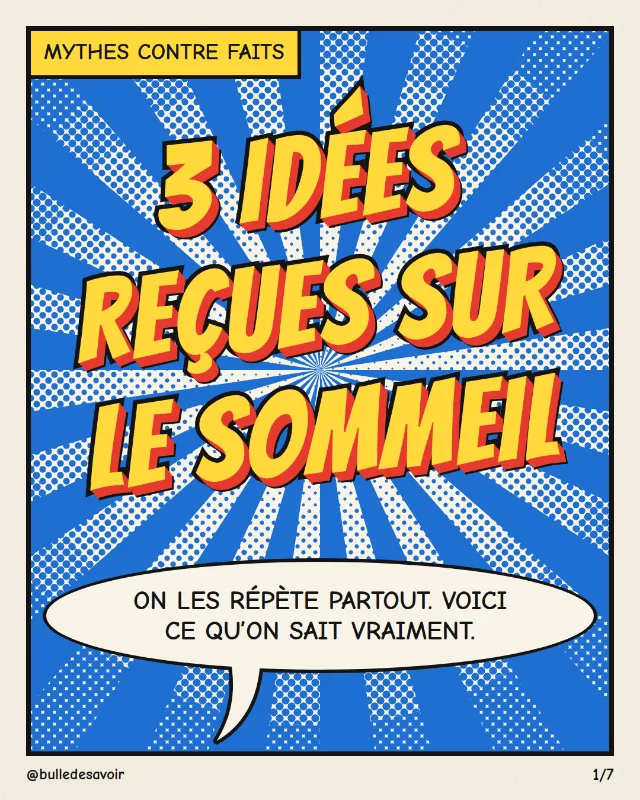 MYTHES CONTRE FAITS
3 IDÉES
REÇUES SUR
LE SOMMEIL
ON LES RÉPÈTE PARTOUT. VOICI
CE QU'ON SAIT VRAIMENT.
@bulledesavoir
1/7